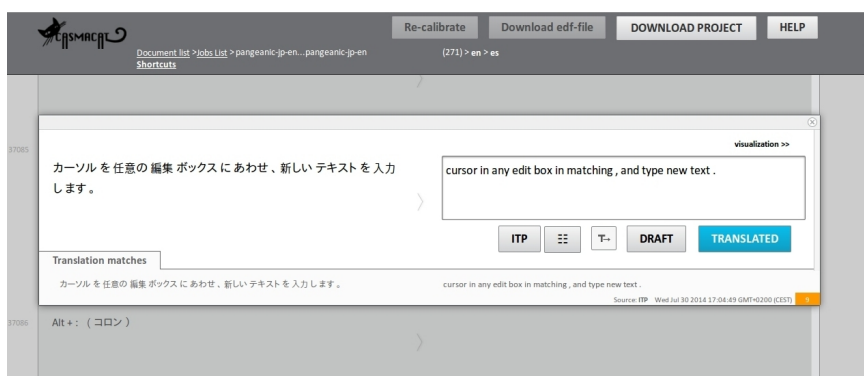 CASMACAT
Re-calibrate
Download edf-file
DOWNLOAD PROJECT
HELP
Document list > Jobs List > pangeanic-jp-en...pangeanic-jp-en
(271) > en > es
Shortcuts
37085
visualization >>
カーソル を 任意の 編集 ボックス に あわせ 、新しい テキスト を 入力
し ます 。
cursor in any edit box in matching , and type new text .
ITP
T→
DRAFT
TRANSLATED
Translation matches
カーソル を 任意の 編集 ボックス に あわせ 、新しい テキスト を 入力 し ます 。
cursor in any edit box in matching , and type new text .
Source: ITP Wed Jul 30 2014 17:04:49 GMT+0200 (CEST)
37086
Alt + : ( コロン )